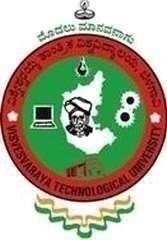 ಮೊದಲು ಮಾನವನಾಗು
ವಿಶ್ವೇಶ್ವರಯ್ಯ ತಾಂತ್ರಿಕ ವಿಶ್ವವಿದ್ಯಾಲಯ,
VISVESVARAYA TECHNOLOGICAL UNIVERSITY